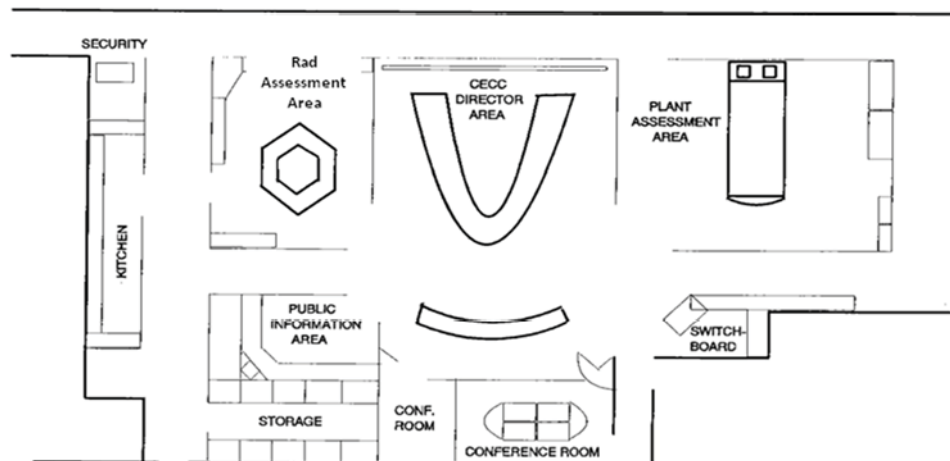 SECURITY
Rad
Assessment
Area
CECC
DIRECTOR
AREA
PLANT
ASSESSMENT
AREA
KITCHEN
PUBLIC
INFORMATION
AREA
SWITCH-
BOARD
STORAGE
CONF.
ROOM
CONFERENCE ROOM